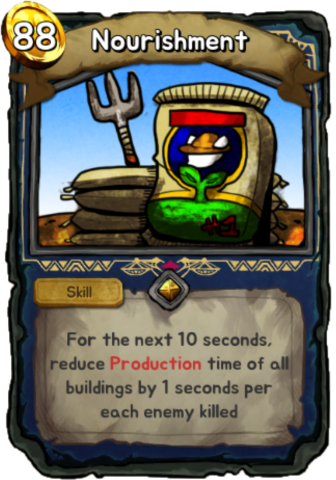 88
Nourishment
#1
Skill
For the next 10 seconds,
reduce Production time of all
buildings by 1 seconds per
each enemy killed